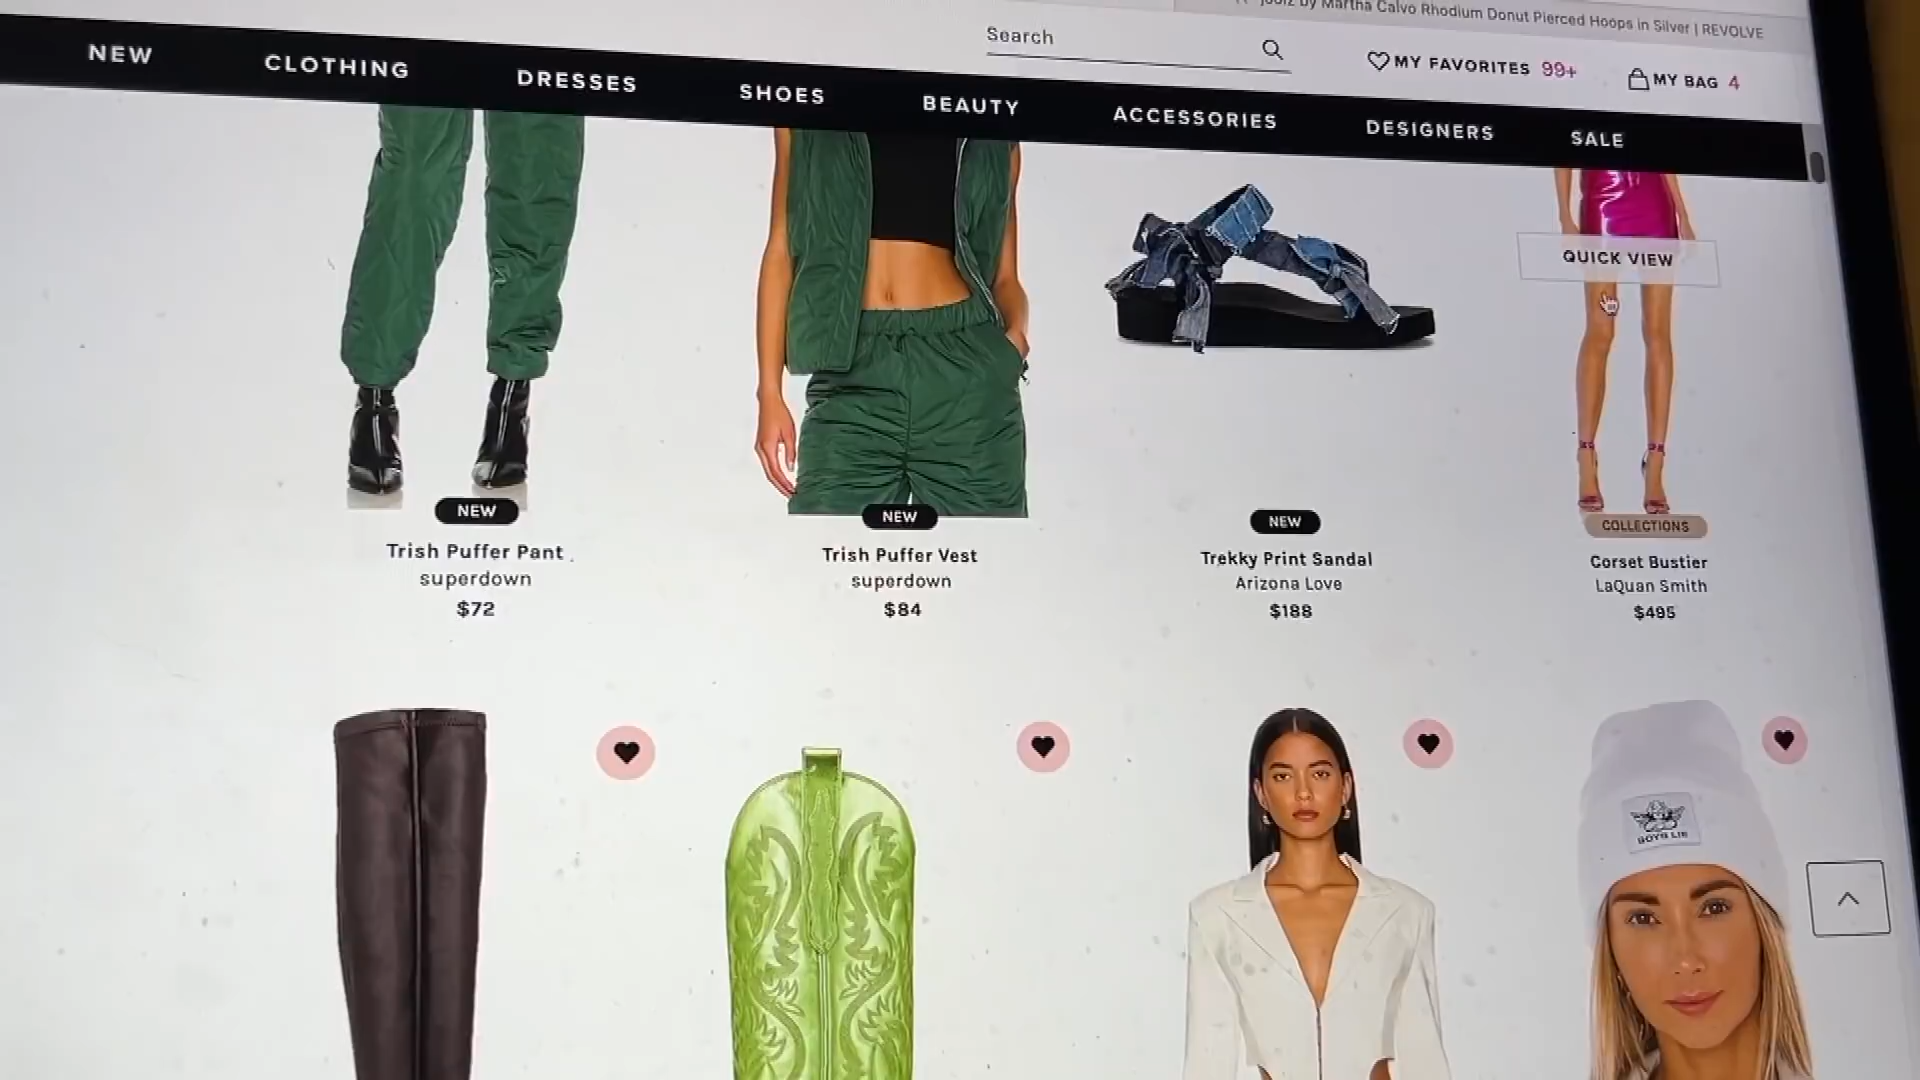 by Martha Calvo Rhodium Donut Pierced Hoops in Silver | REVOLVE
Search
MY FAVORITES 99+
MY BAG 4
NEW
CLOTHING
DRESSES
SHOES
BEAUTY
ACCESSORIES
DESIGNERS
SALE
QUICK VIEW
NEW
Trish Puffer Pant
superdown
$72
NEW
Trish Puffer Vest
superdown
$84
NEW
Trekky Print Sandal
Arizona Love
$188
COLLECTIONS
Corset Bustier
LaQuan Smith
$495
BOYS LIE